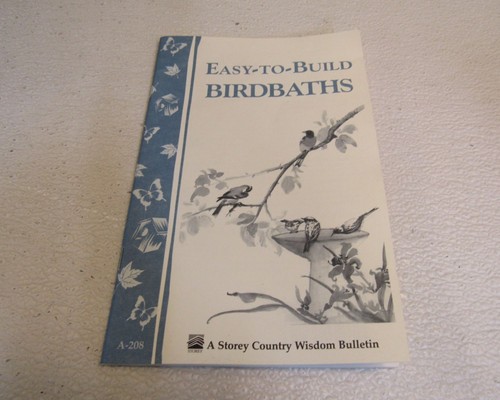 EASY-TO-BUILD
BIRDBATHS
A-208
STOREY
A Storey Country Wisdom Bulletin